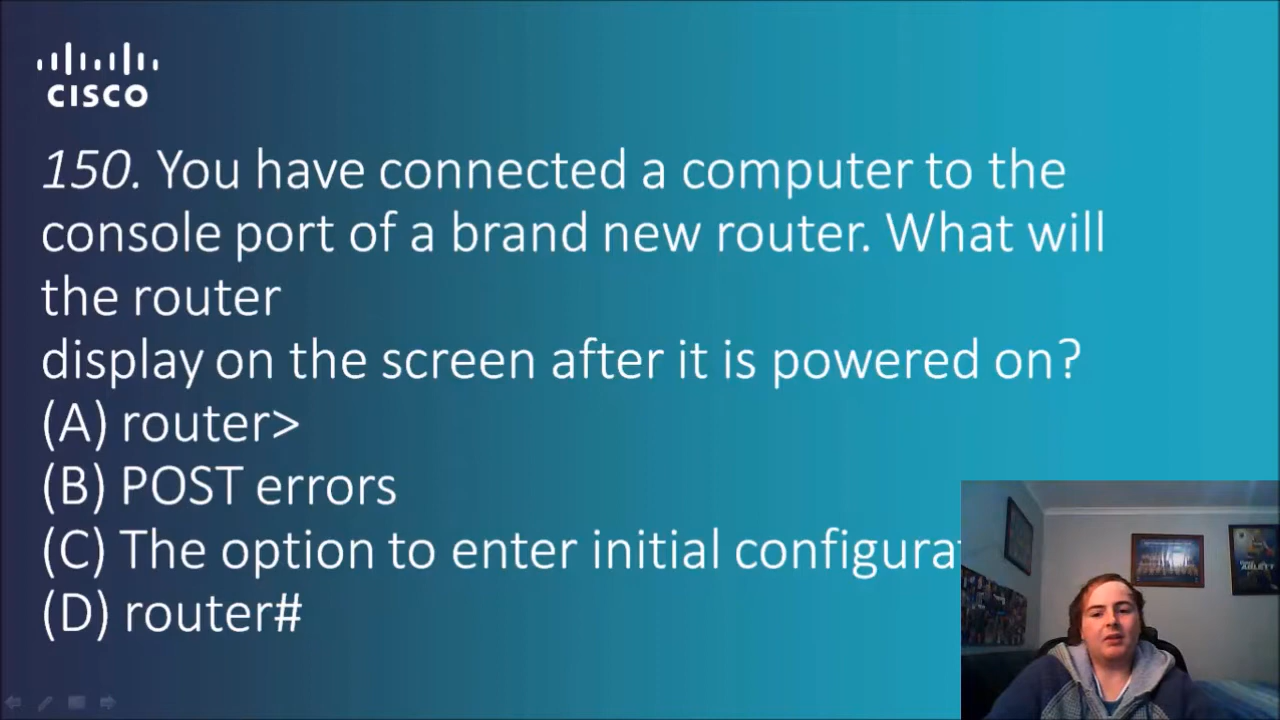 CISCO
150. You have connected a computer to the
console port of a brand new router. What will
the router
display on the screen after it is powered on?
(A) router>
(B) POST errors
(C) The option to enter initial
(D) router#